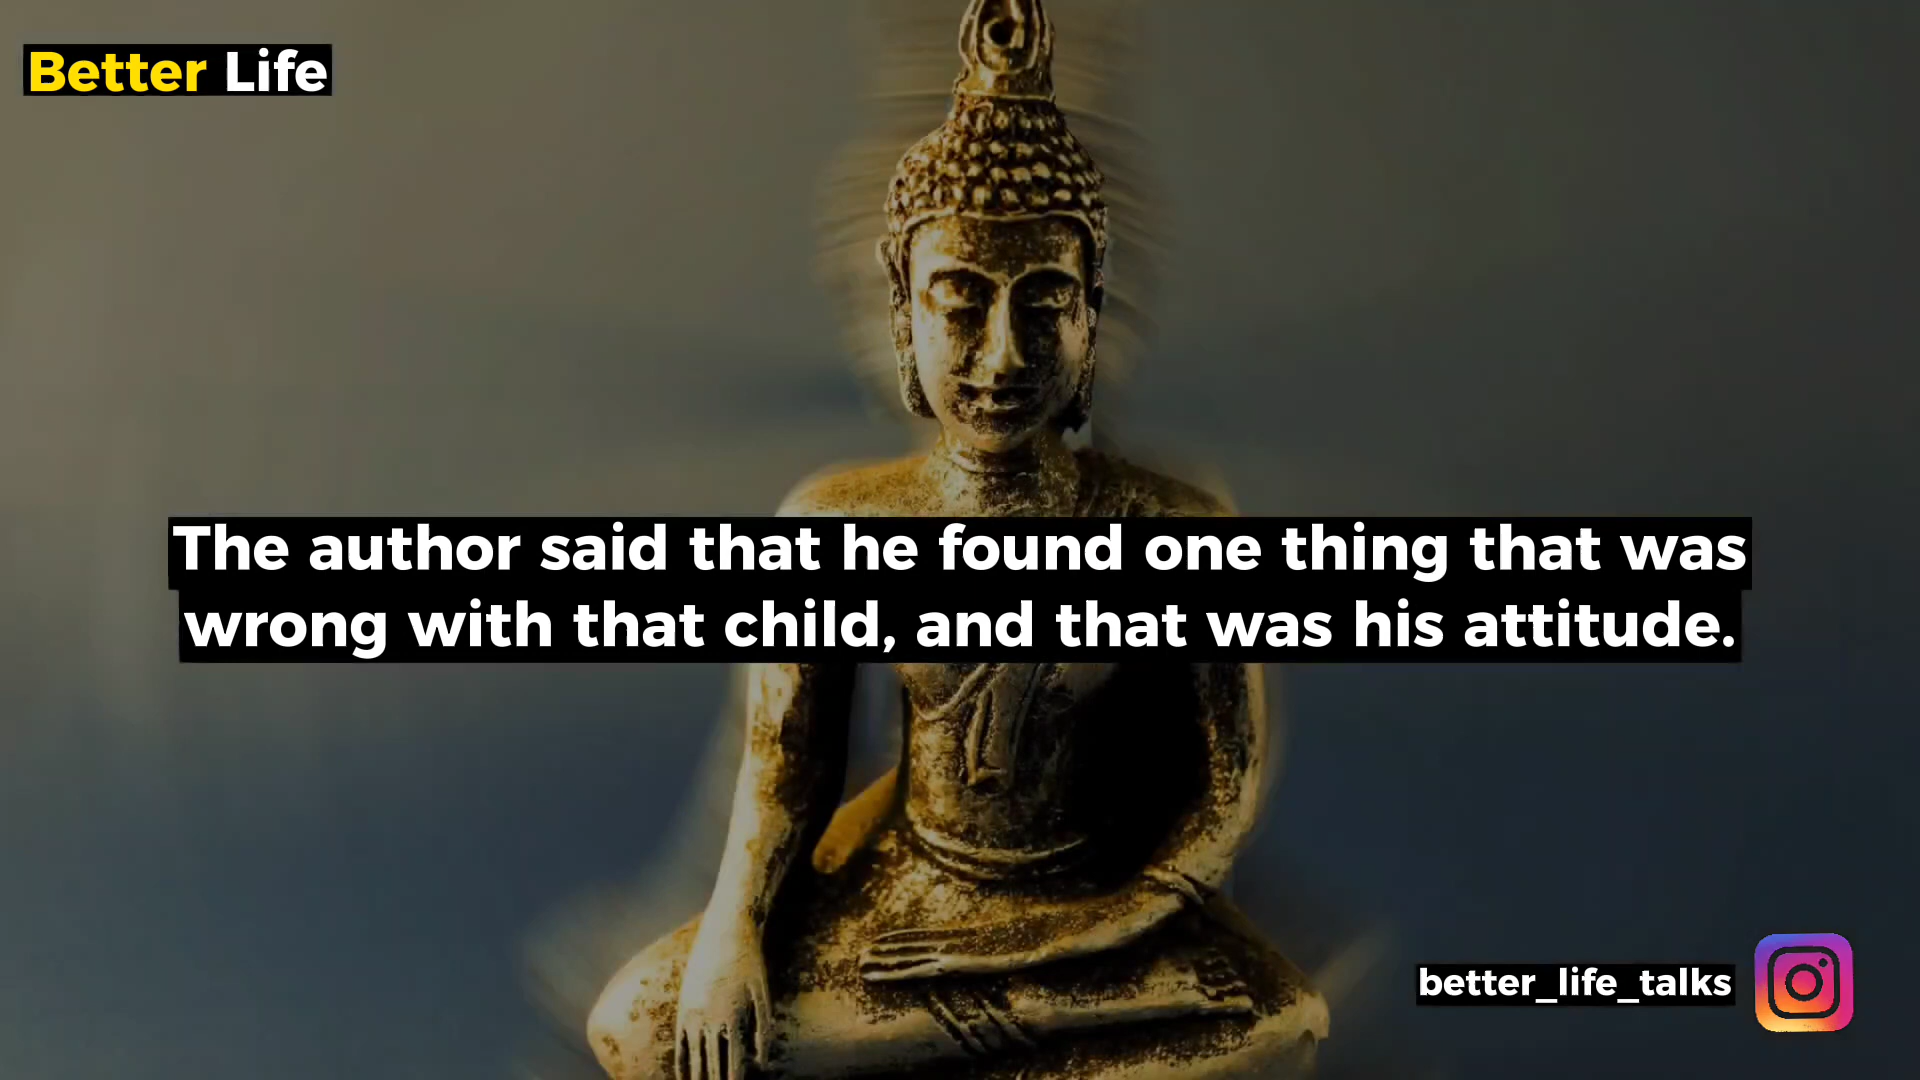 Better Life
The author said that he found one thing that was
wrong with that child, and that was his attitude.
better_life_talks